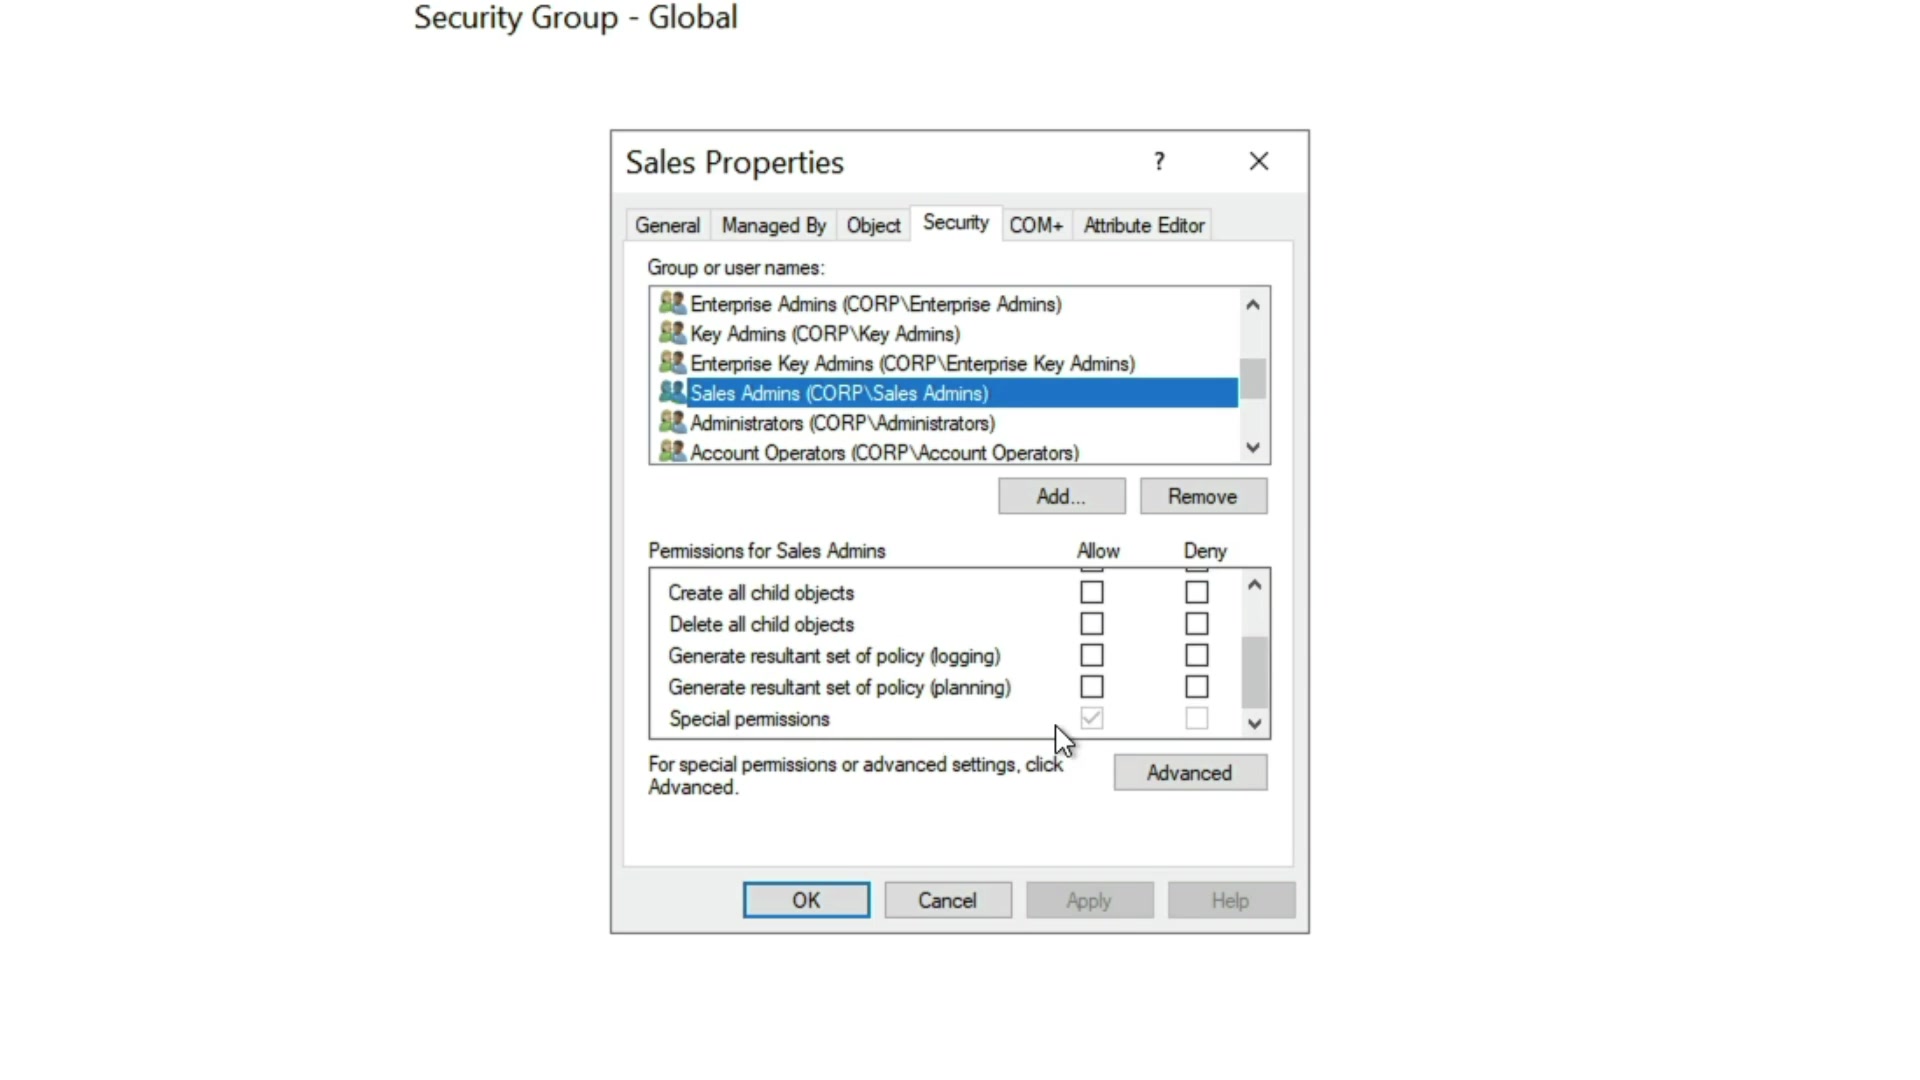 Security Group - Global
Sales Properties
?
General Managed By Object Security COM+ Attribute Editor
Group or user names:
Enterprise Admins (CORP\Enterprise Admins)
Key Admins (CORP\Key Admins)
Enterprise Key Admins (CORP\Enterprise Key Admins)
Sales Admins (CORP\Sales Admins)
Administrators (CORP\Administrators)
Account Operators (CORP\Account Operators)
Add... Remove
Permissions for Sales Admins Allow Deny
Create all child objects
Delete all child objects
Generate resultant set of policy (logging)
Generate resultant set of policy (planning)
Special permissions
For special permissions or advanced settings, click
Advanced.
Advanced
OK Cancel Apply Help